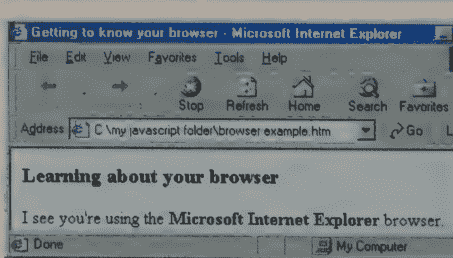 Getting to know your browser - Microsoft Internet Explorer
File Edit View Favorites Tools Help
Stop Refresh Home Search Favorites
Address C \my javascript folder\browser example.htm Go L
Learning about your browser
I see you're using the Microsoft Internet Explorer browser.
Done My Computer